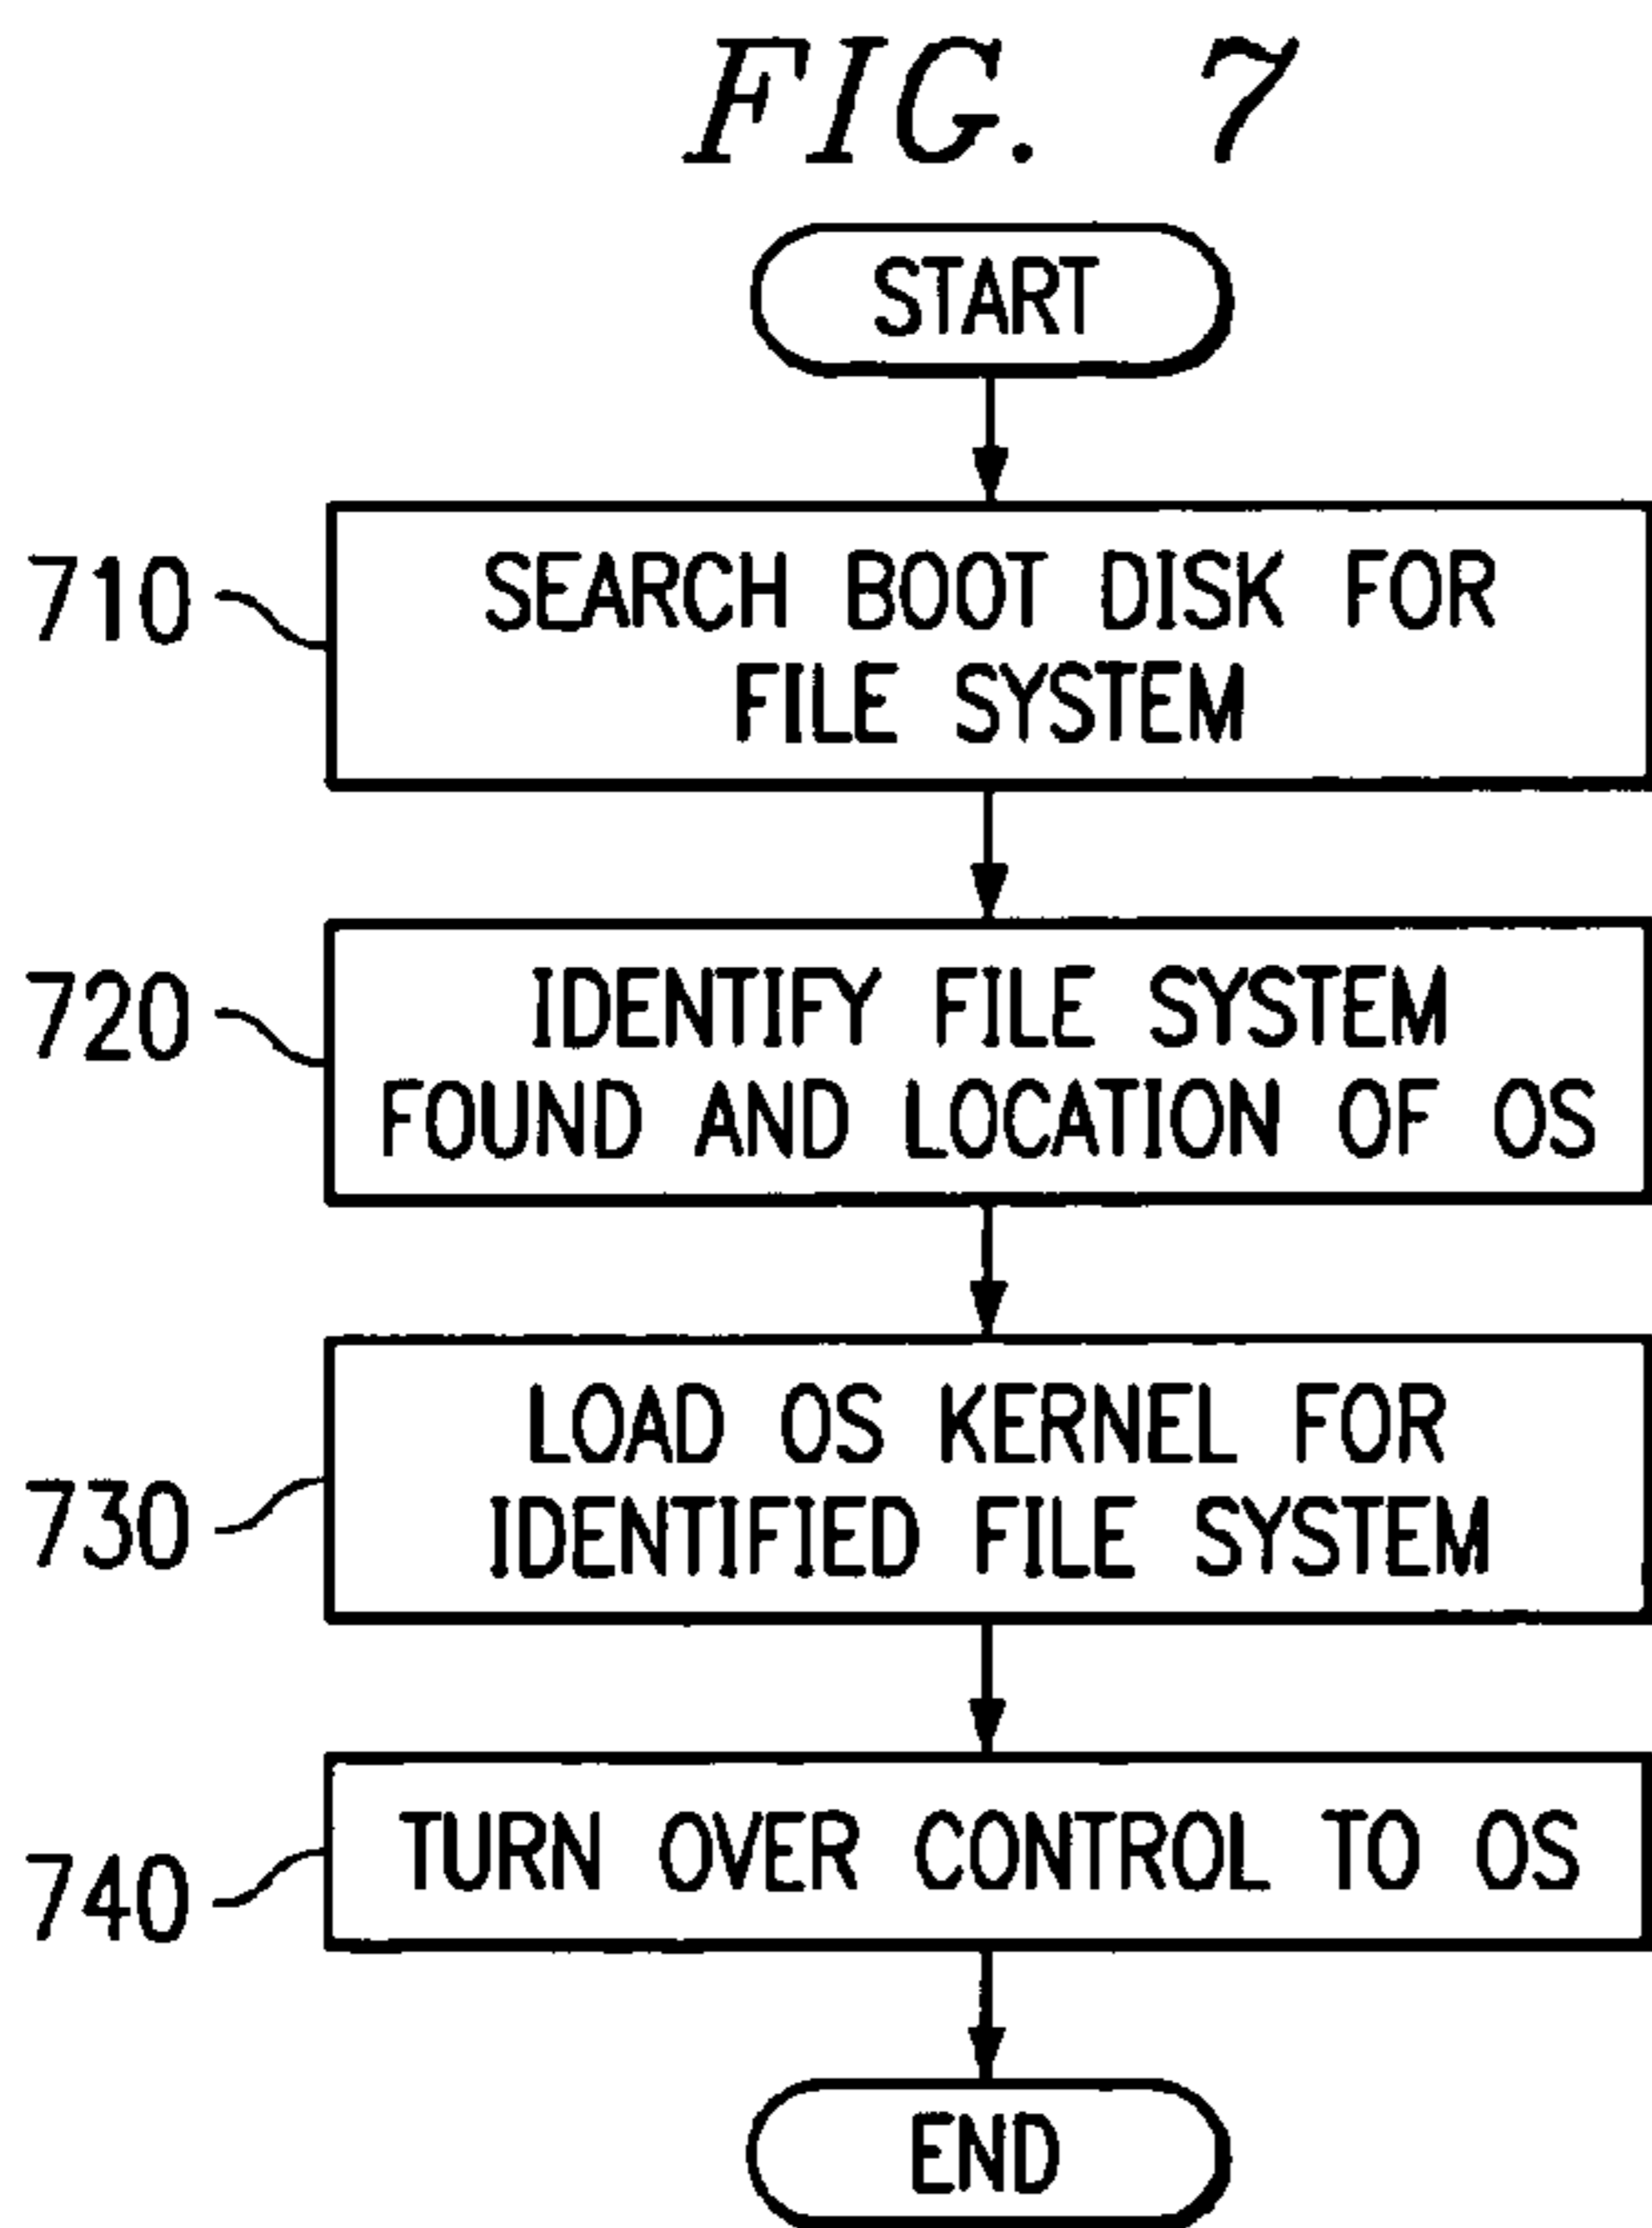 FIG. 7
START
710
SEARCH BOOT DISK FOR
FILE SYSTEM
720
IDENTIFY FILE SYSTEM
FOUND AND LOCATION OF OS
730
LOAD OS KERNEL FOR
IDENTIFIED FILE SYSTEM
740
TURN OVER CONTROL TO OS
END